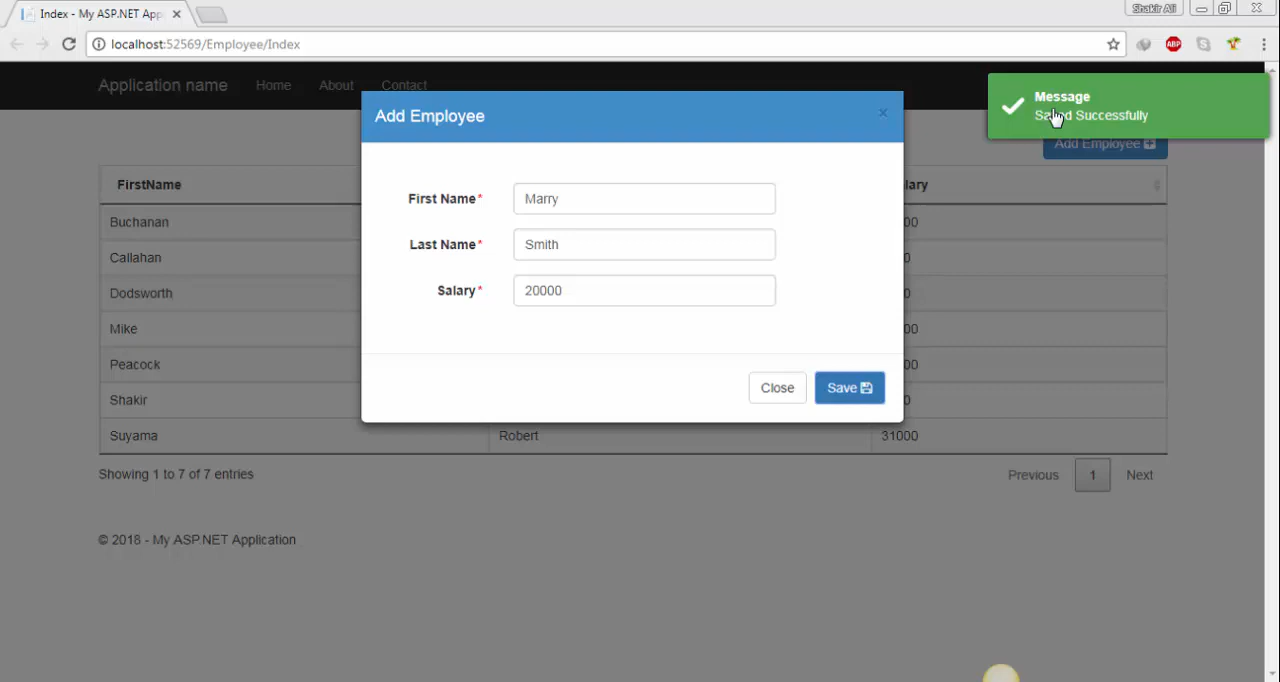 Index - My ASP.NET App
Shakir Ali
localhost:52569/Employee/Index
ABP
Application name Home About Contact
Message
Saved Successfully
Add Employee
Add Employee ×
First Name* Marry
Last Name* Smith
Salary* 20000
Close Save
FirstName
Buchanan
Callahan
Dodsworth
Mike
Peacock
Shakir
Suyama Robert 31000
Showing 1 to 7 of 7 entries Previous 1 Next
© 2018 - My ASP.NET Application